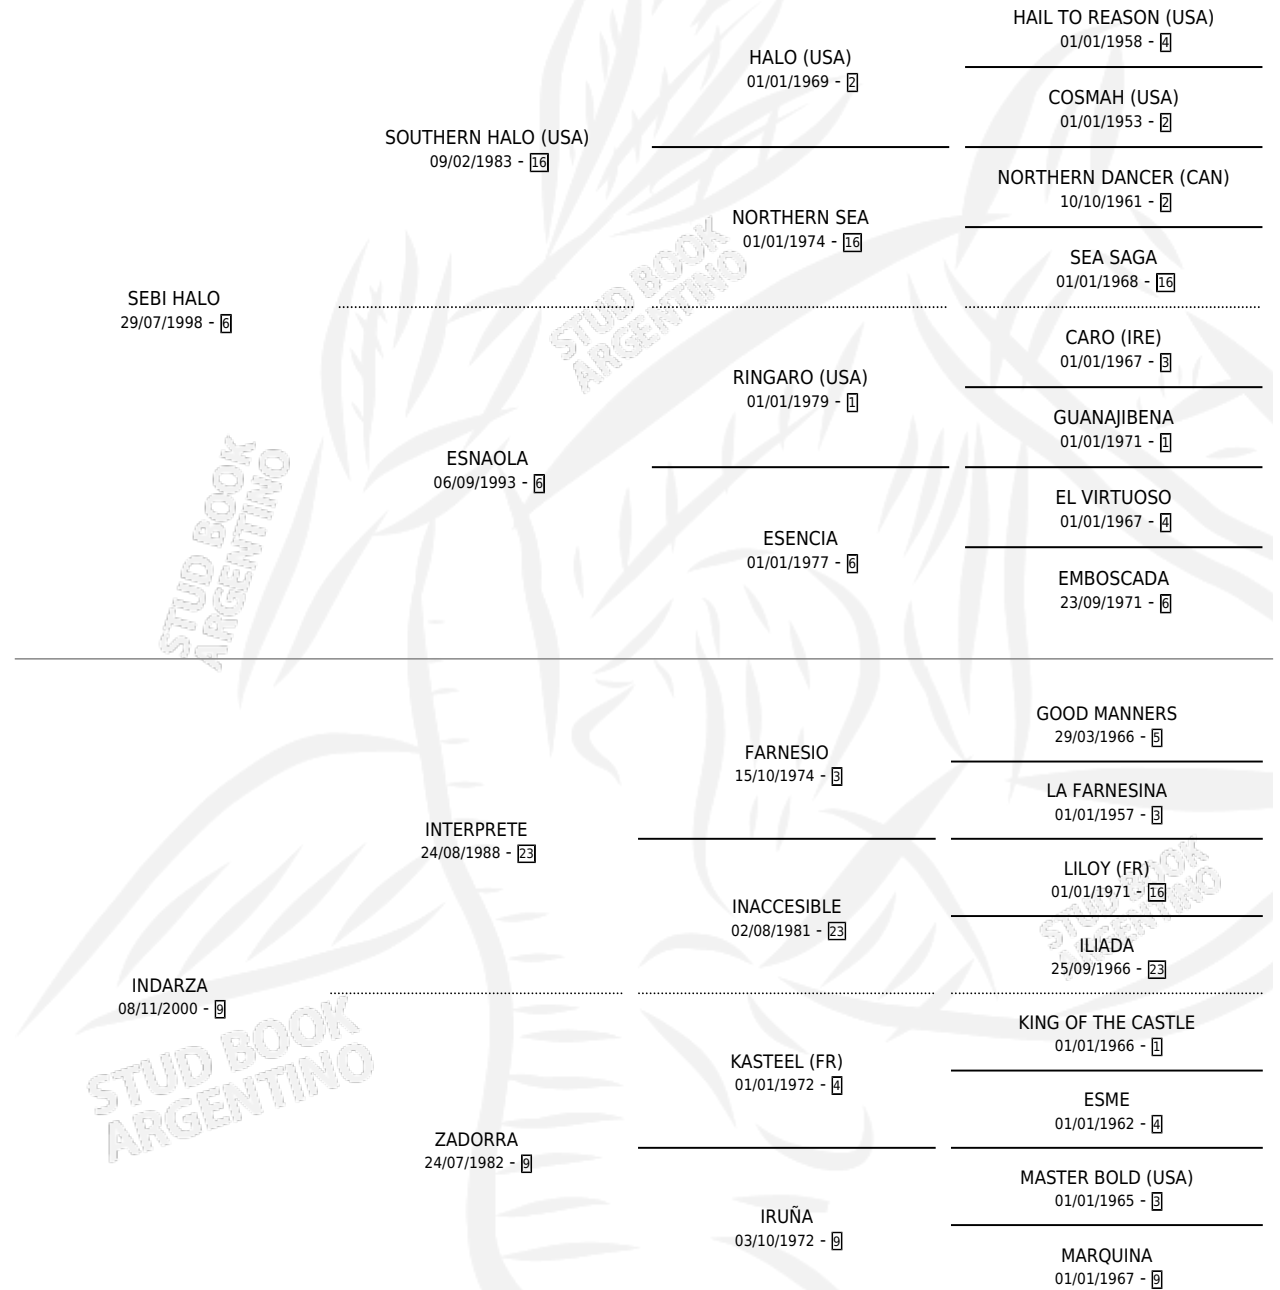 HAIL TO REASON (USA)
01/01/1958 - 4
HALO (USA)
01/01/1969 - 2
COSMAH (USA)
01/01/1953 - 2
SOUTHERN HALO (USA)
09/02/1983 - 16
NORTHERN DANCER (CAN)
10/10/1961 - 2
NORTHERN SEA
01/01/1974 - 16
SEA SAGA
01/01/1968 - 16
SEBI HALO
29/07/1998 - 6
STUD BOOK
ARGENTINO
CARO (IRE)
01/01/1967 - 3
RINGARO (USA)
01/01/1979 - 1
GUANAJIBENA
01/01/1971 - 1
ESNAOLA
06/09/1993 - 6
EL VIRTUOSO
01/01/1967 - 4
ESENCIA
01/01/1977 - 6
EMBOSCADA
23/09/1971 - 6
STUD BOOK
ARGENTINO
GOOD MANNERS
29/03/1966 - 5
FARNESIO
15/10/1974 - 3
LA FARNESINA
01/01/1957 - 3
INTERPRETE
24/08/1988 - 23
LILOY (FR)
01/01/1971 - 16
INACCESIBLE
02/08/1981 - 23
ILIADA
25/09/1966 - 23
STUD BOOK
ARGENTINO
INDARZA
08/11/2000 - 9
KING OF THE CASTLE
01/01/1966 - 1
KASTEEL (FR)
01/01/1972 - 4
ESME
01/01/1962 - 4
STUD BOOK
ARGENTINO
ZADORRA
24/07/1982 - 9
MASTER BOLD (USA)
01/01/1965 - 3
IRUÑA
03/10/1972 - 9
MARQUINA
01/01/1967 - 9